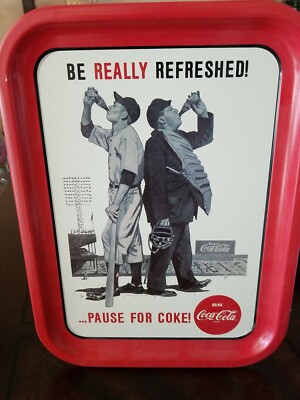 BE REALLY REFRESHED!
Coca-Cola
...PAUSE FOR COKE!
DRINK
Coca-Cola